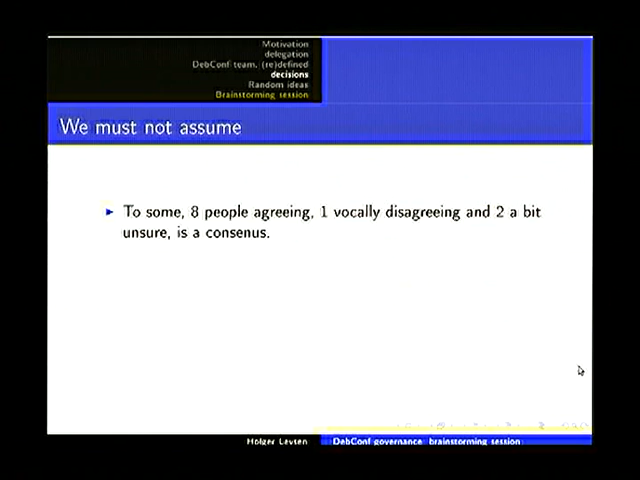 Motivation
delegation
DebConf team, (re)defined
decisions
Random ideas
Brainstorming session
We must not assume
To some, 8 people agreeing, 1 vocally disagreeing and 2 a bit
unsure, is a consenus.
Holger Levsen
DebConf governance: brainstorming session